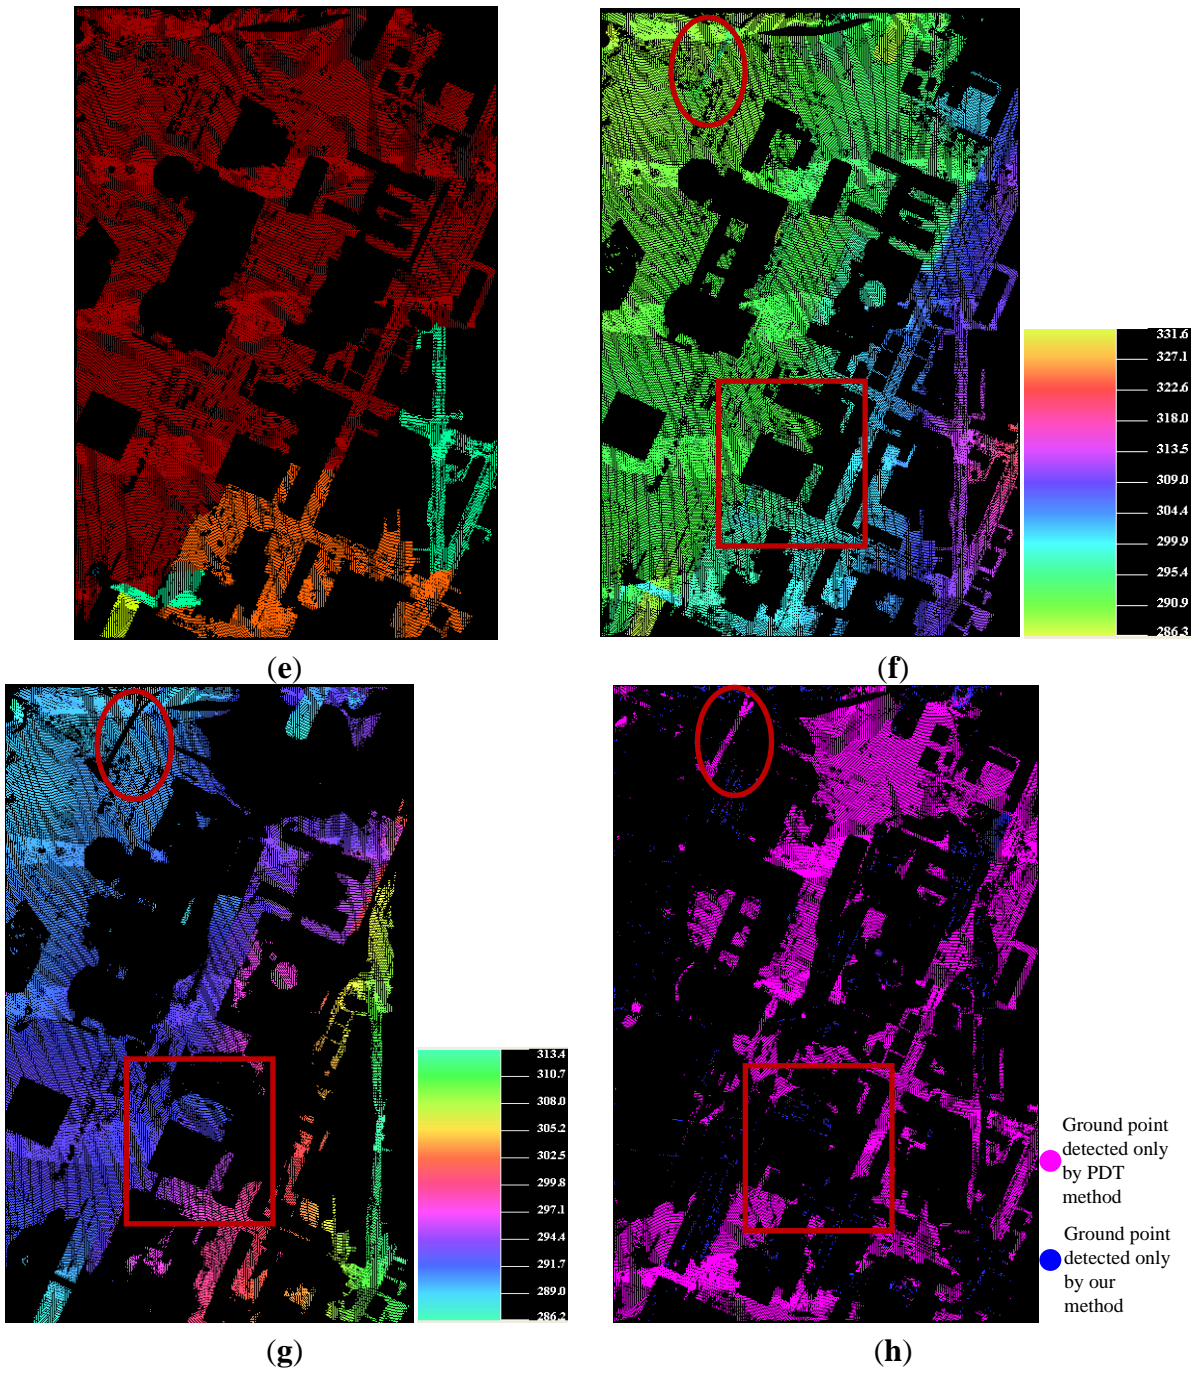 331.6
327.1
322.6
318.0
313.5
309.0
304.4
299.9
295.4
290.9
286.3
(e)
(f)
313.4
310.7
308.0
305.2
302.5
299.8
297.1
294.4
291.7
289.0
286.2
Ground point
detected only
by PDT
method
Ground point
detected only
by our
method
(g)
(h)